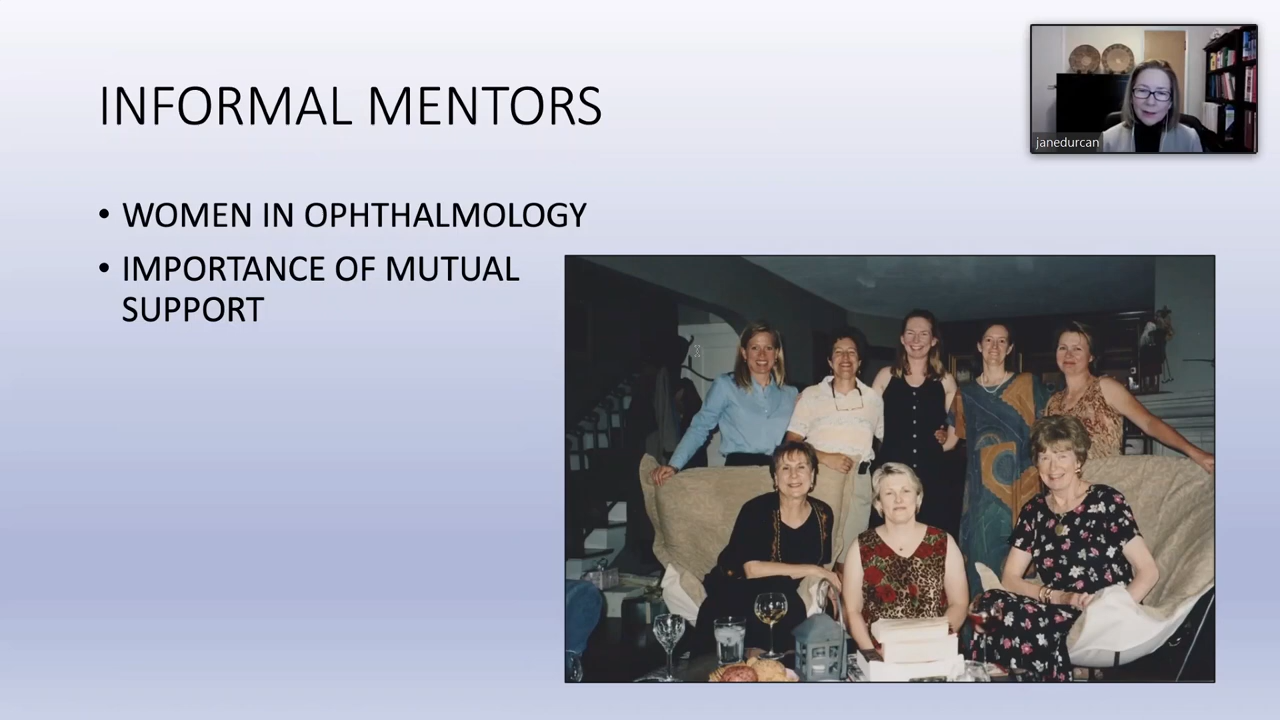 INFORMAL MENTORS
janedurcan
• WOMEN IN OPHTHALMOLOGY
• IMPORTANCE OF MUTUAL
SUPPORT